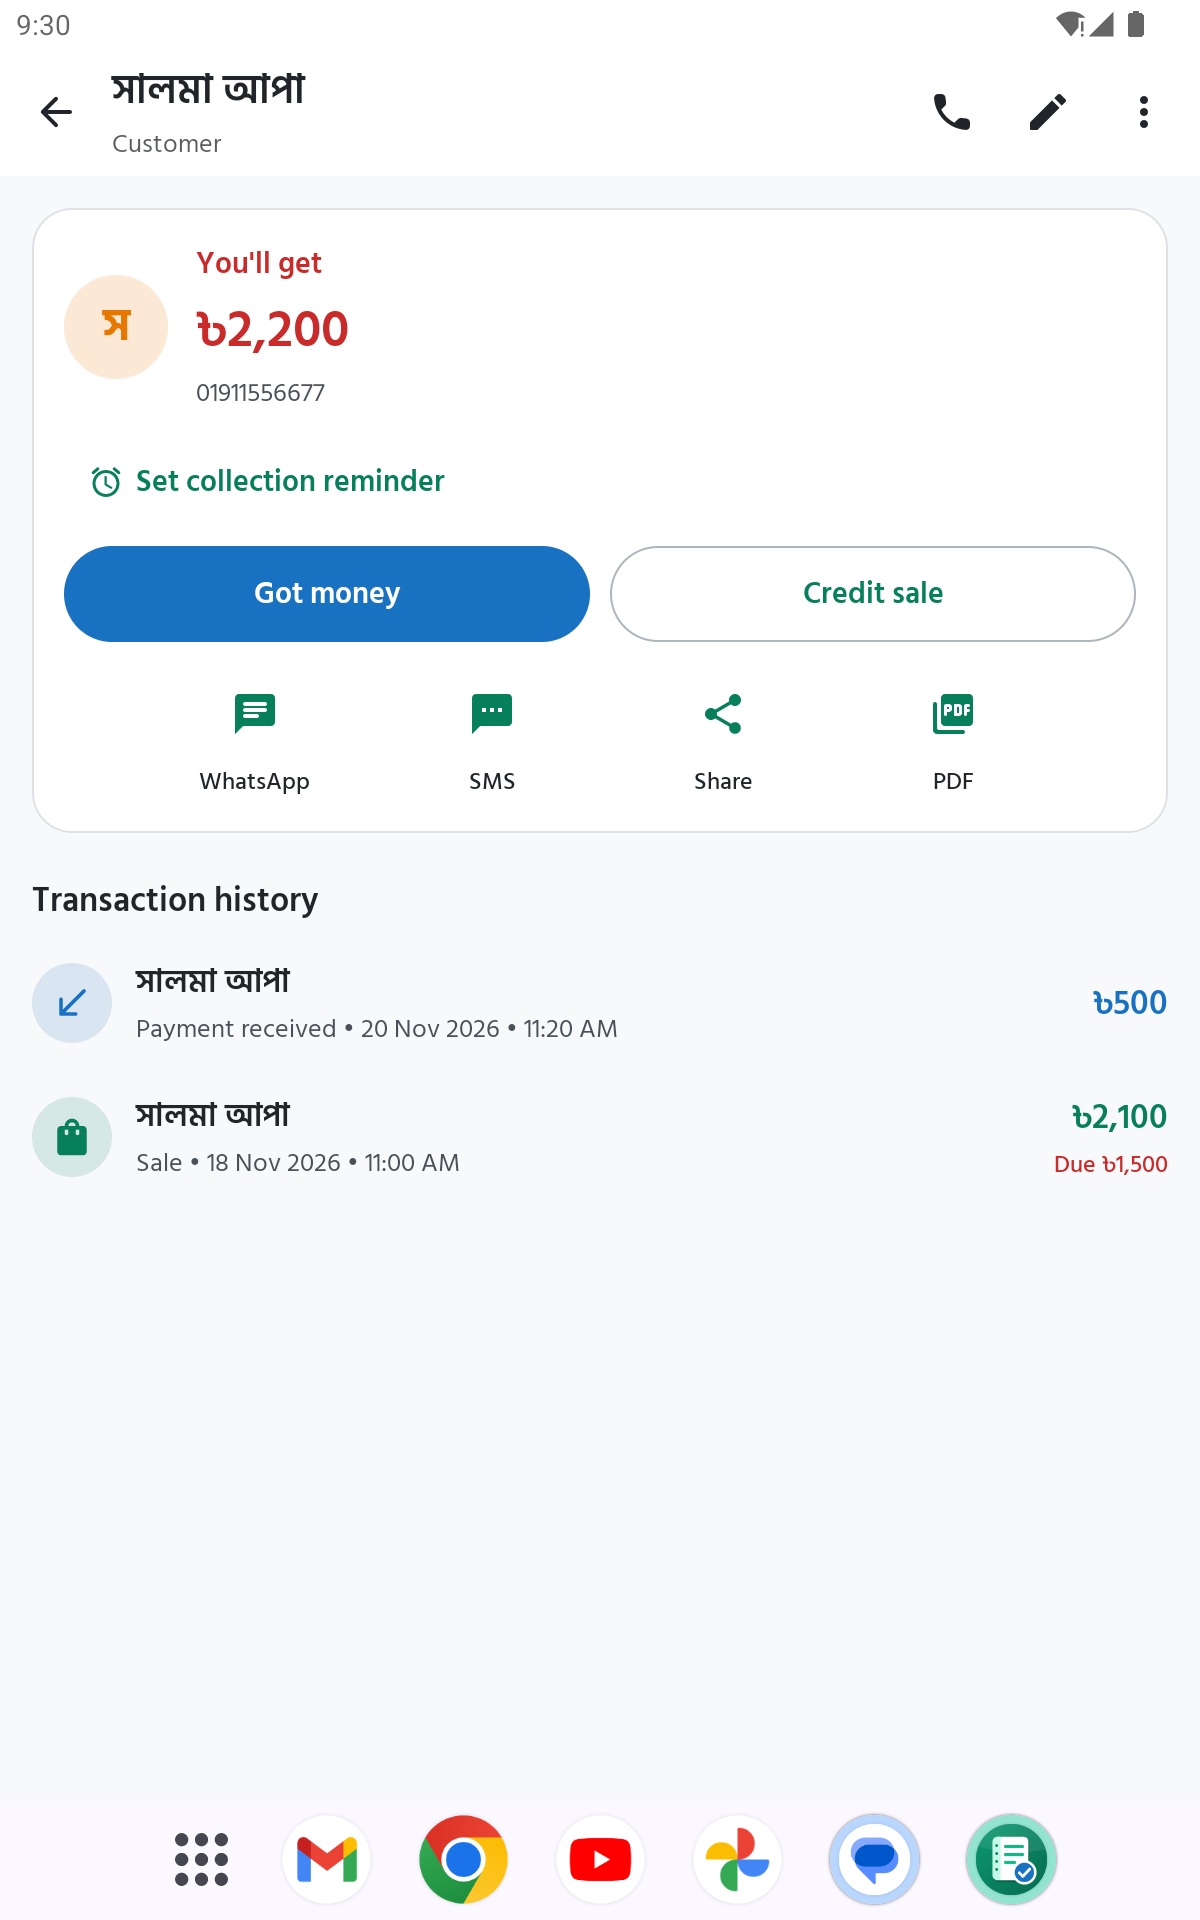 9:30
সালমা আপা
Customer
You'll get
স
৳2,200
01911556677
Set collection reminder
Got money
Credit sale
WhatsApp
SMS
Share
PDF
PDF
Transaction history
সালমা আপা
Payment received • 20 Nov 2026 • 11:20 AM
৳500
সালমা আপা
Sale • 18 Nov 2026 • 11:00 AM
৳2,100
Due ৳1,500